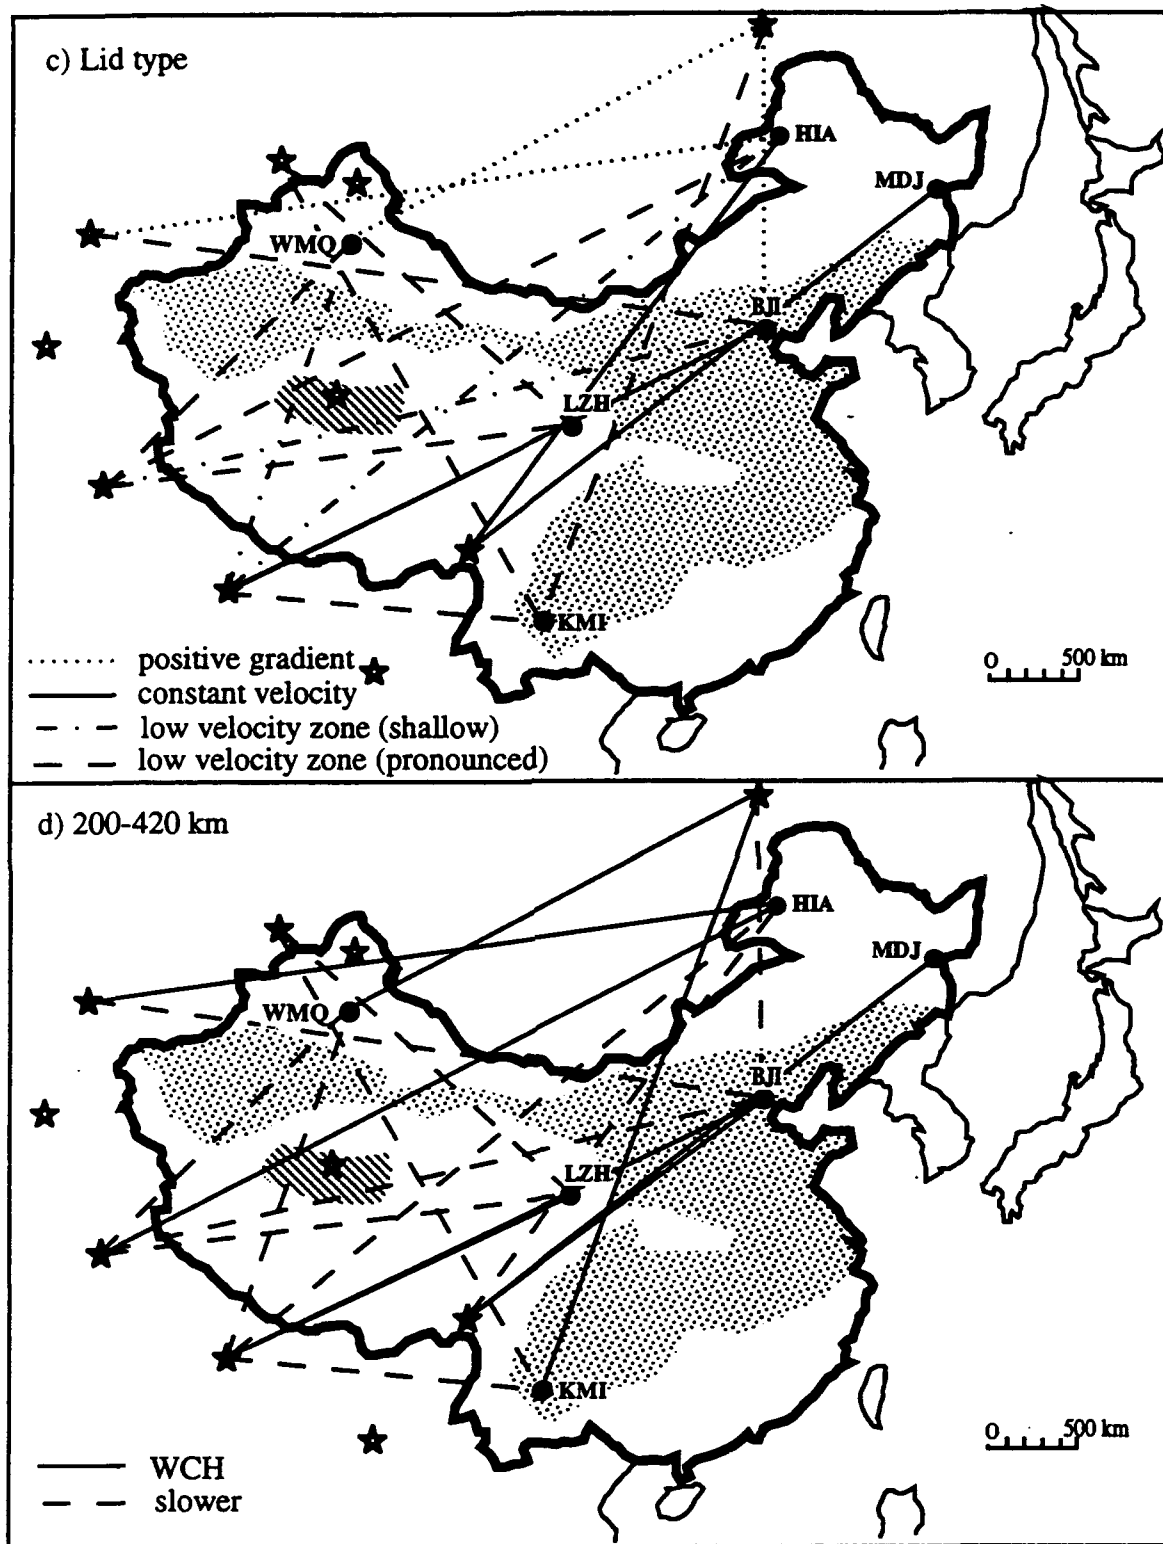 c) Lid type
HIA
MDJ
WMQ
BJI
LZH
KMI
positive gradient
constant velocity
low velocity zone (shallow)
low velocity zone (pronounced)
0 500 km
d) 200-420 km
HIA
MDJ
WMQ
BJI
LZH
KMI
0 500 km
WCH
slower